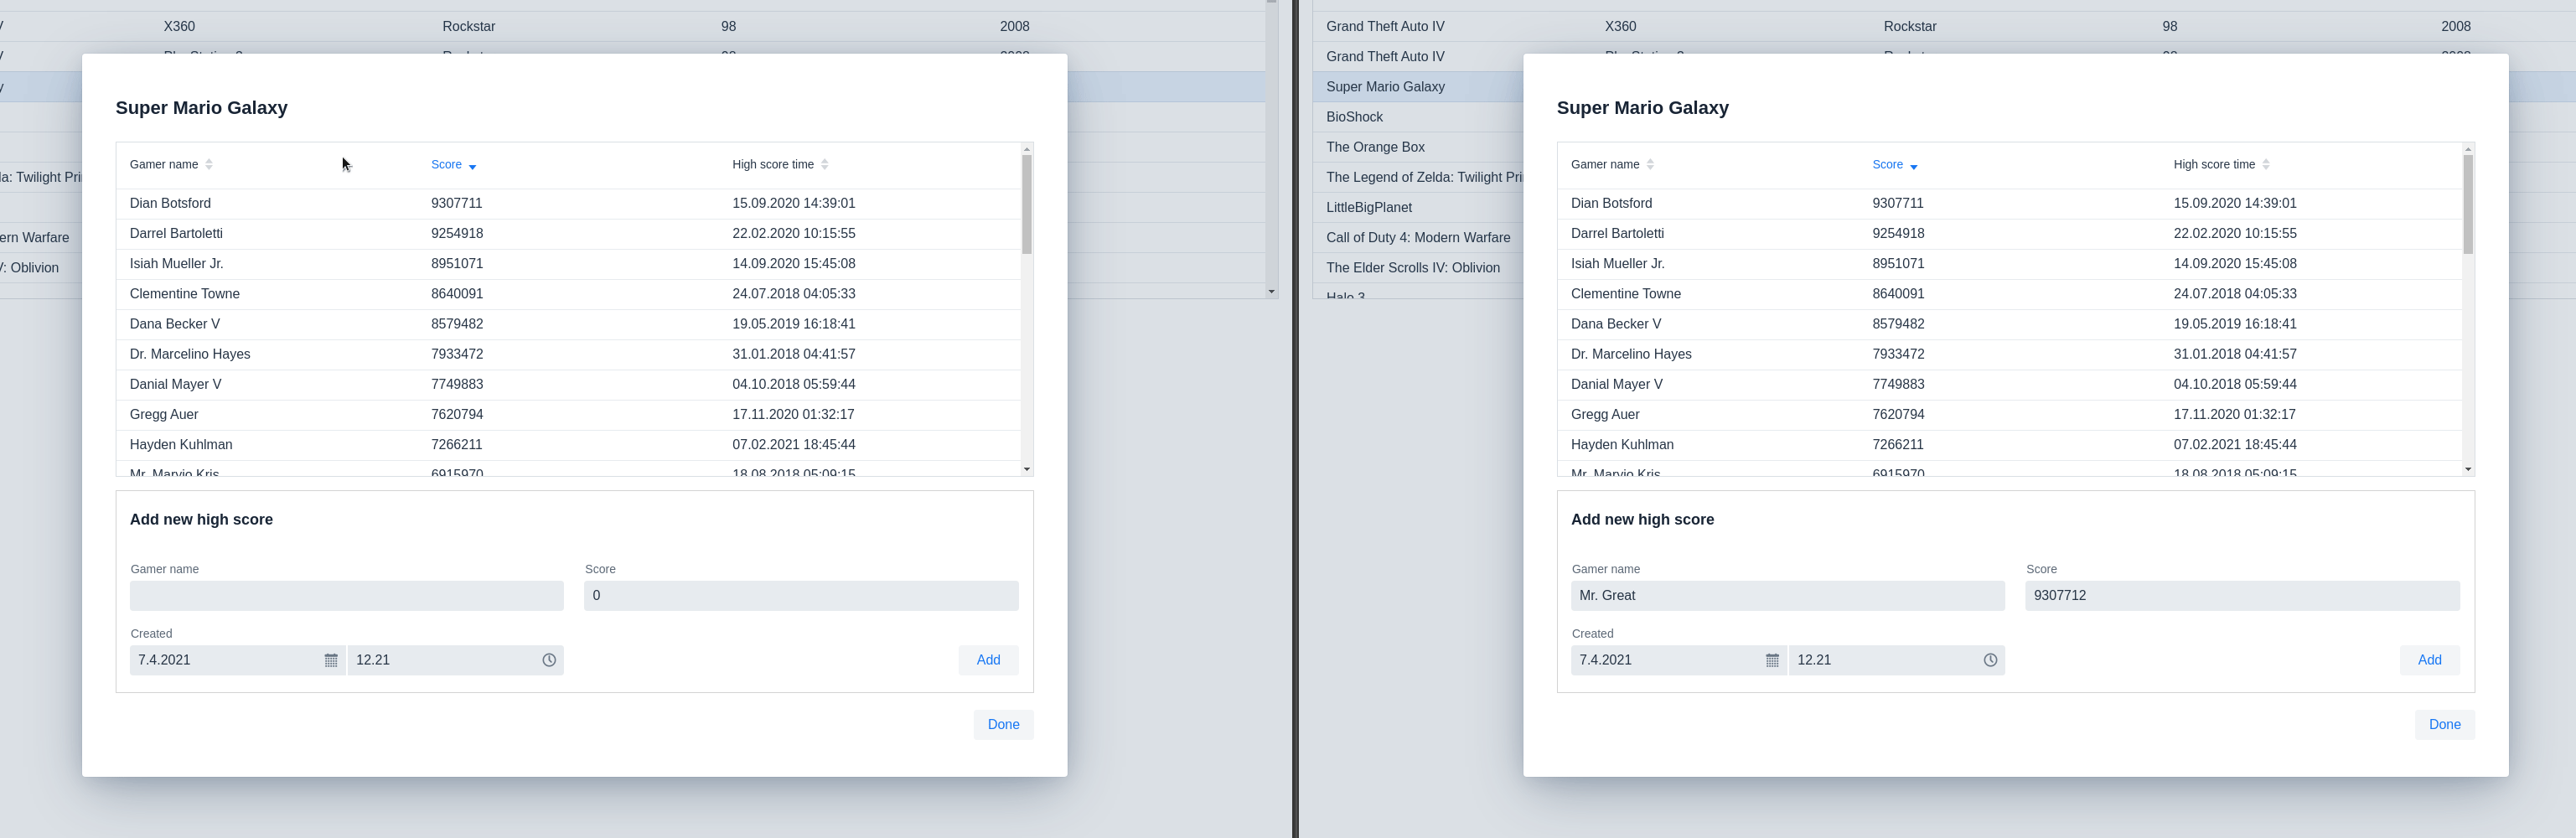 V X360 Rockstar 98 2008
V
y
la: Twilight Pri
ern Warfare
V: Oblivion
Super Mario Galaxy
Gamer name Score High score time
Dian Botsford 9307711 15.09.2020 14:39:01
Darrel Bartoletti 9254918 22.02.2020 10:15:55
Isiah Mueller Jr. 8951071 14.09.2020 15:45:08
Clementine Towne 8640091 24.07.2018 04:05:33
Dana Becker V 8579482 19.05.2019 16:18:41
Dr. Marcelino Hayes 7933472 31.01.2018 04:41:57
Danial Mayer V 7749883 04.10.2018 05:59:44
Gregg Auer 7620794 17.11.2020 01:32:17
Hayden Kuhlman 7266211 07.02.2021 18:45:44
Mr. Marvio Kris 6915970 18.08.2018 05:09:15
Add new high score
Gamer name Score
0
Created
7.4.2021 12.21 Add
Done
Grand Theft Auto IV X360 Rockstar 98 2008
Grand Theft Auto IV
Super Mario Galaxy
BioShock
The Orange Box
The Legend of Zelda: Twilight Pri
LittleBigPlanet
Call of Duty 4: Modern Warfare
The Elder Scrolls IV: Oblivion
Halo 3
Super Mario Galaxy
Gamer name Score High score time
Dian Botsford 9307711 15.09.2020 14:39:01
Darrel Bartoletti 9254918 22.02.2020 10:15:55
Isiah Mueller Jr. 8951071 14.09.2020 15:45:08
Clementine Towne 8640091 24.07.2018 04:05:33
Dana Becker V 8579482 19.05.2019 16:18:41
Dr. Marcelino Hayes 7933472 31.01.2018 04:41:57
Danial Mayer V 7749883 04.10.2018 05:59:44
Gregg Auer 7620794 17.11.2020 01:32:17
Hayden Kuhlman 7266211 07.02.2021 18:45:44
Mr. Marvio Kris 6915970 18.08.2018 05:09:15
Add new high score
Gamer name Score
Mr. Great 9307712
Created
7.4.2021 12.21 Add
Done